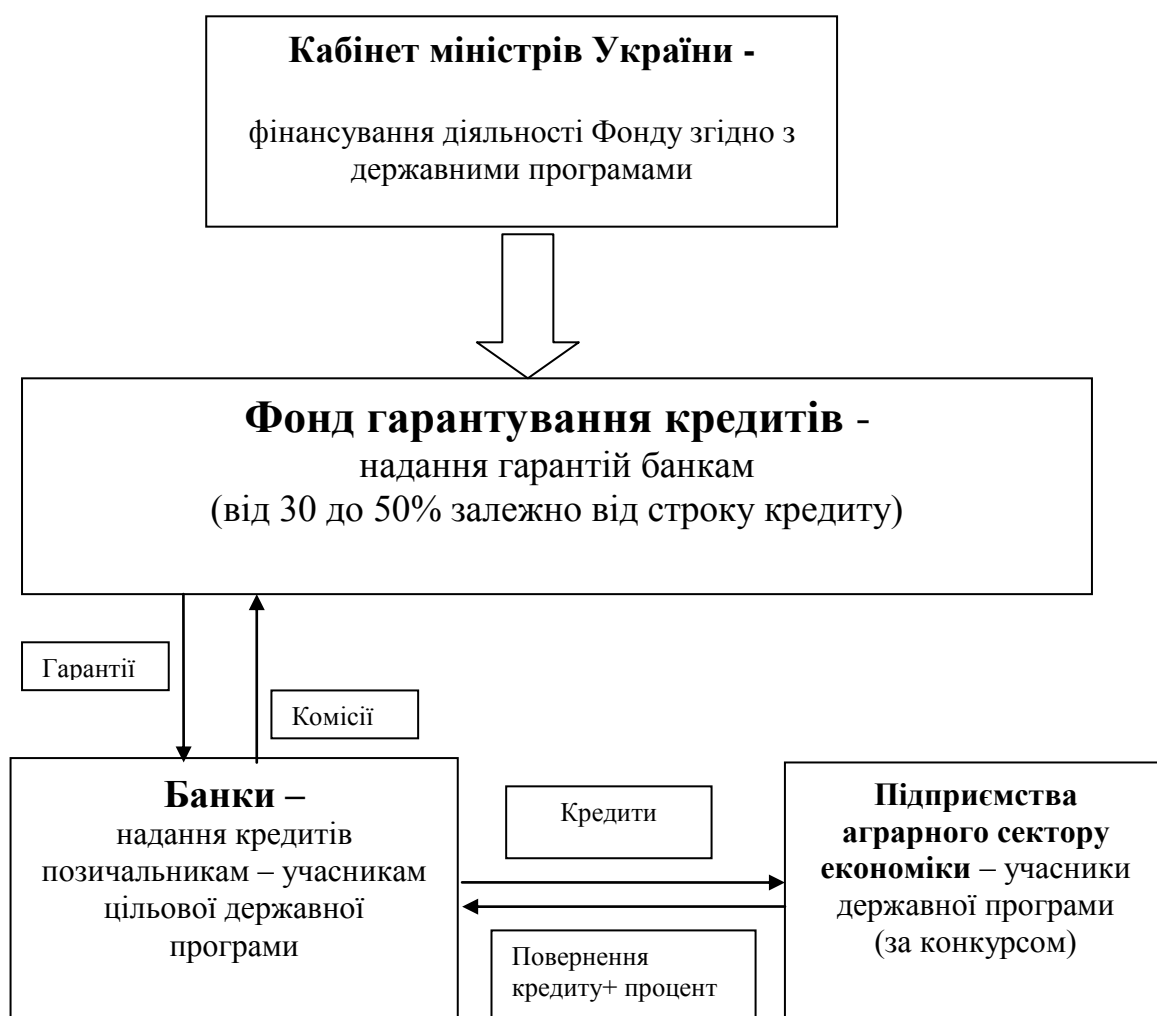 Кабінет міністрів України -
фінансування діяльності Фонду згідно з
державними програмами
Фонд гарантування кредитів -
надання гарантій банкам
(від 30 до 50% залежно від строку кредиту)
Гарантії
Комісії
Банки –
надання кредитів
позичальникам – учасникам
цільової державної
програми
Кредити
Повернення
кредиту+ процент
Підприємства
аграрного сектору
економіки – учасники
державної програми
(за конкурсом)